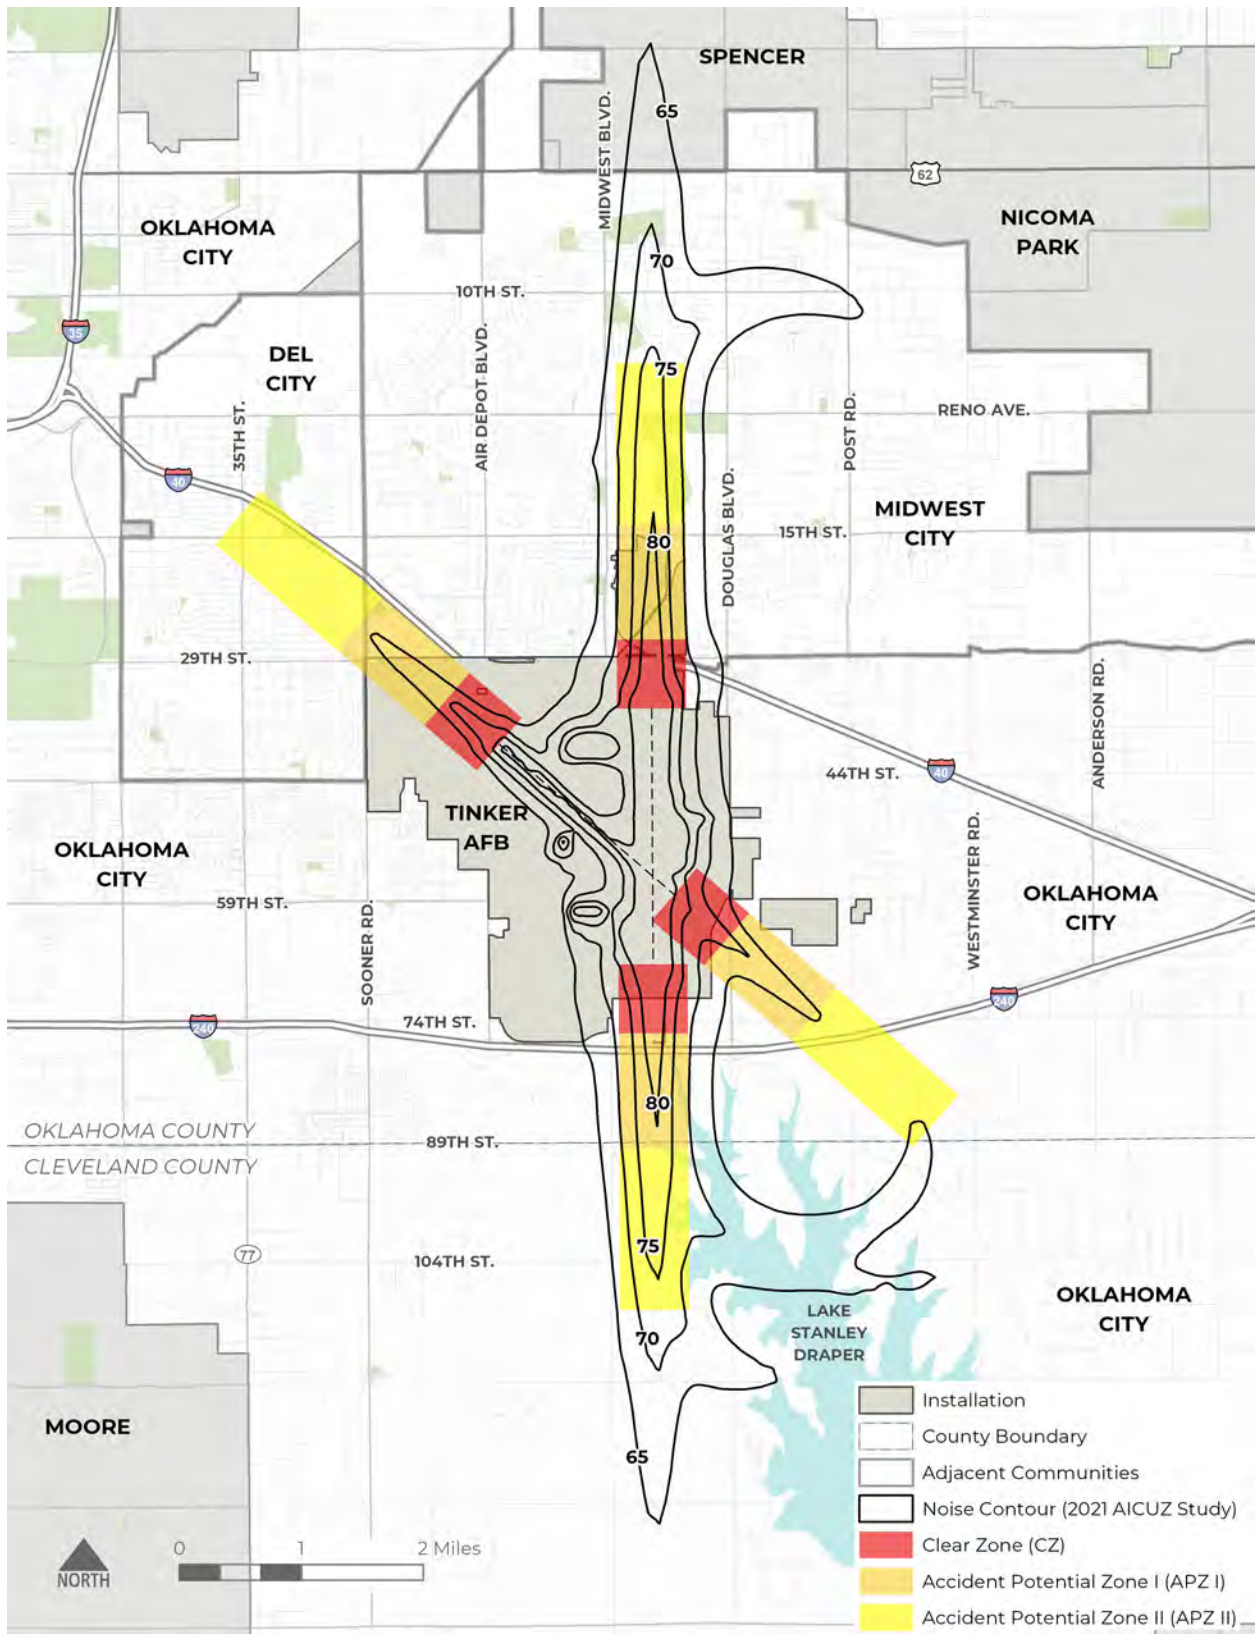 SPENCER
65
MIDWEST BLVD.
62
OKLAHOMA
CITY
NICOMA
PARK
70
10TH ST.
35
DEL
CITY
AIR DEPOT BLVD.
75
35TH ST.
POST RD.
RENO AVE.
40
DOUGLAS BLVD.
MIDWEST
CITY
15TH ST.
80
29TH ST.
ANDERSON RD.
44TH ST.
40
TINKER
AFB
OKLAHOMA
CITY
59TH ST.
SOONER RD.
WESTMINSTER RD.
OKLAHOMA
CITY
240
74TH ST.
240
80
OKLAHOMA COUNTY
89TH ST.
CLEVELAND COUNTY
75
77
104TH ST.
OKLAHOMA
CITY
LAKE
STANLEY
DRAPER
70
MOORE
65
Installation
County Boundary
Adjacent Communities
Noise Contour (2021 AICUZ Study)
Clear Zone (CZ)
Accident Potential Zone I (APZ I)
Accident Potential Zone II (APZ II)
0 1 2 Miles
NORTH